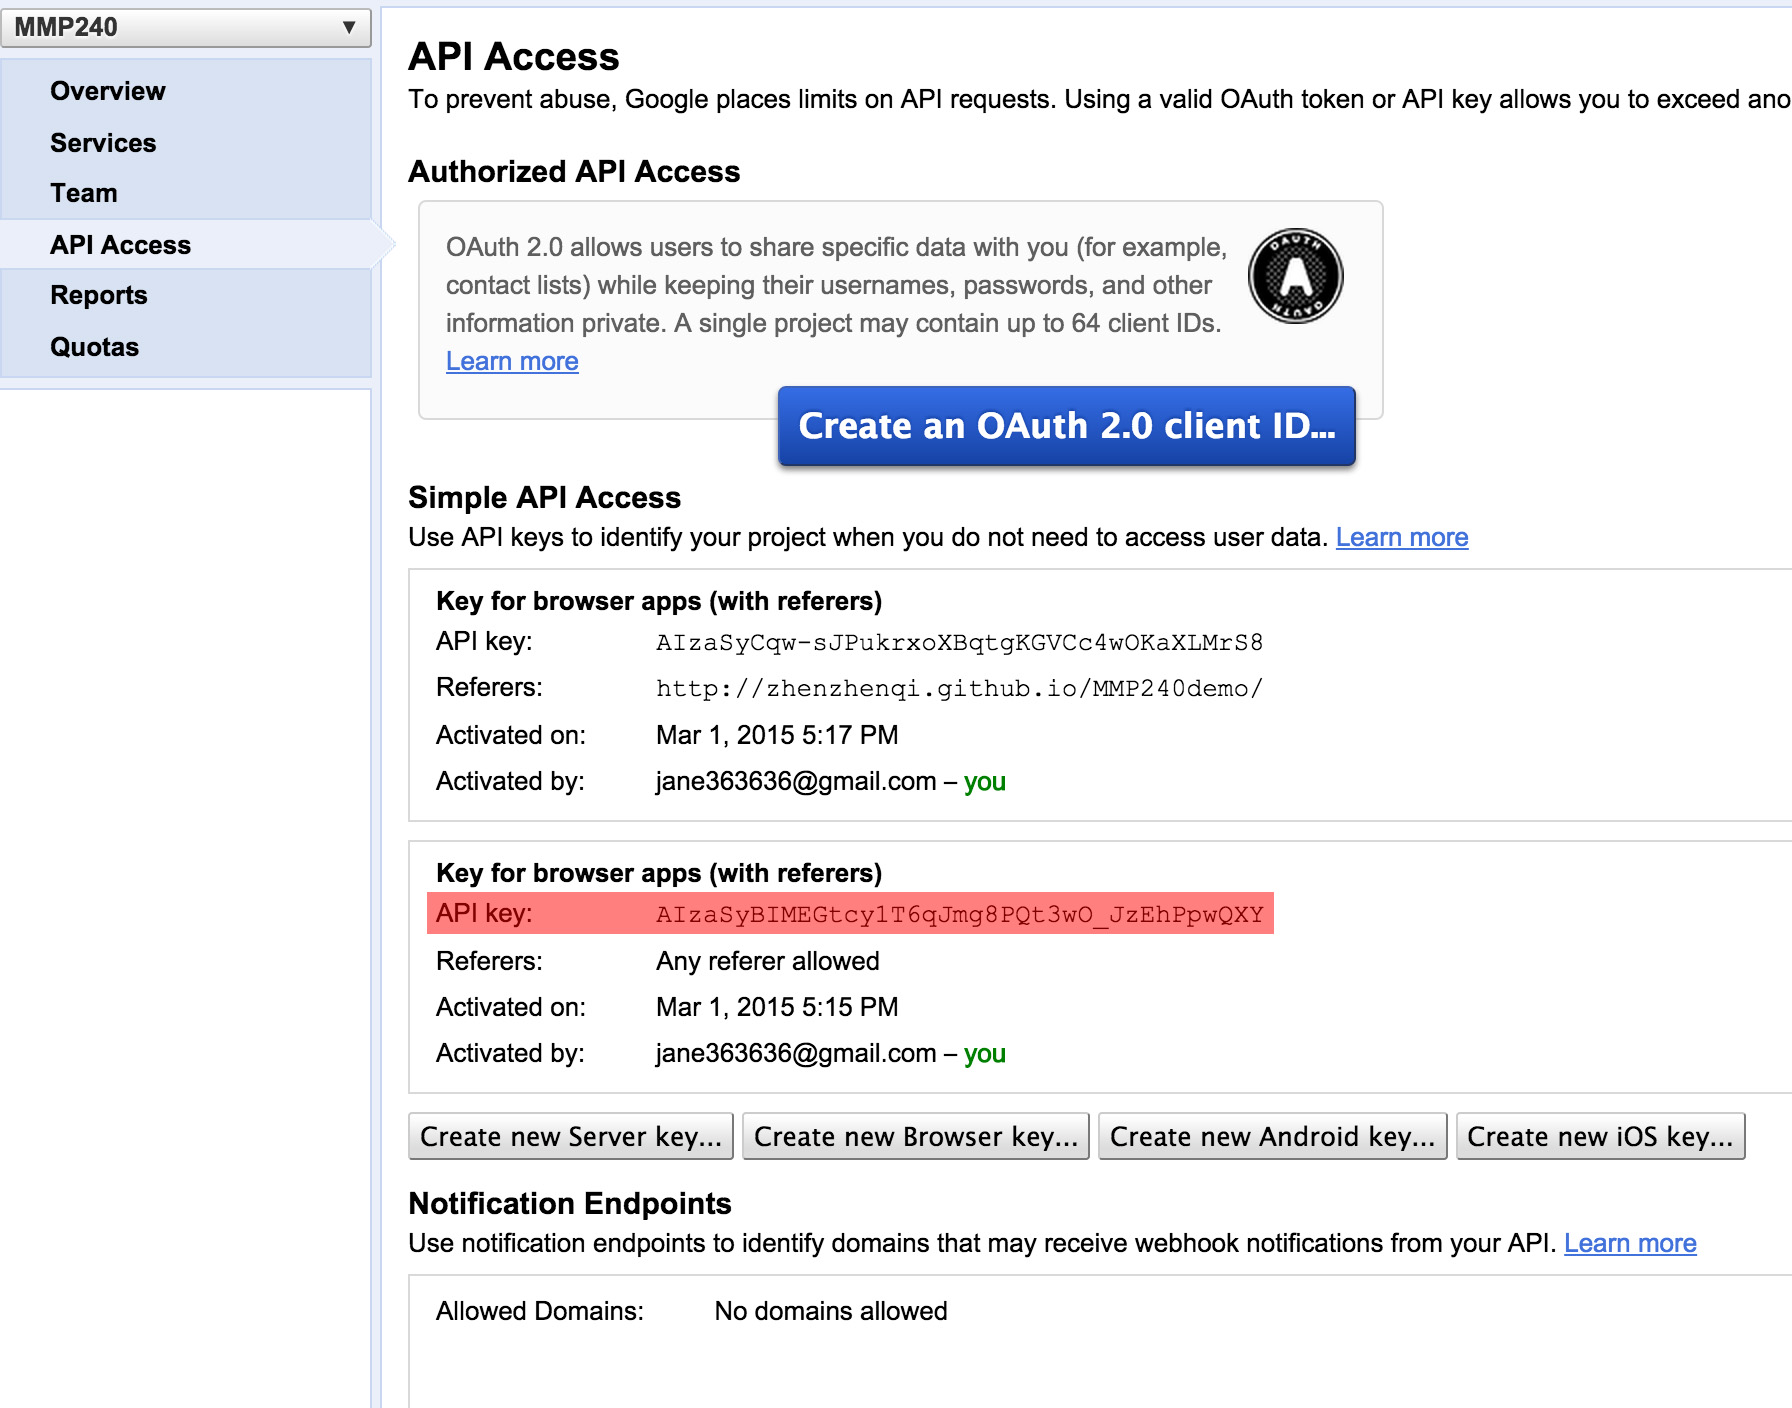 MMP240 ▼
Overview
Services
Team
API Access
Reports
Quotas
API Access
To prevent abuse, Google places limits on API requests. Using a valid OAuth token or API key allows you to exceed ano
Authorized API Access
OAuth 2.0 allows users to share specific data with you (for example,
contact lists) while keeping their usernames, passwords, and other
information private. A single project may contain up to 64 client IDs.
Learn more
OAUTH
A
OAUTH
Create an OAuth 2.0 client ID...
Simple API Access
Use API keys to identify your project when you do not need to access user data. Learn more
Key for browser apps (with referers)
API key: AIzaSyCqw-sJPukrxoXBqtgKGVCc4wOKaXLMrS8
Referers: http://zhenzhenqi.github.io/MMP240demo/
Activated on: Mar 1, 2015 5:17 PM
Activated by: jane363636@gmail.com – you
Key for browser apps (with referers)
API key: AIzaSyBIMEGtcy1T6qJmg8PQt3wO_JzEhPpwQXY
Referers: Any referer allowed
Activated on: Mar 1, 2015 5:15 PM
Activated by: jane363636@gmail.com – you
Create new Server key... Create new Browser key... Create new Android key... Create new iOS key...
Notification Endpoints
Use notification endpoints to identify domains that may receive webhook notifications from your API. Learn more
Allowed Domains: No domains allowed